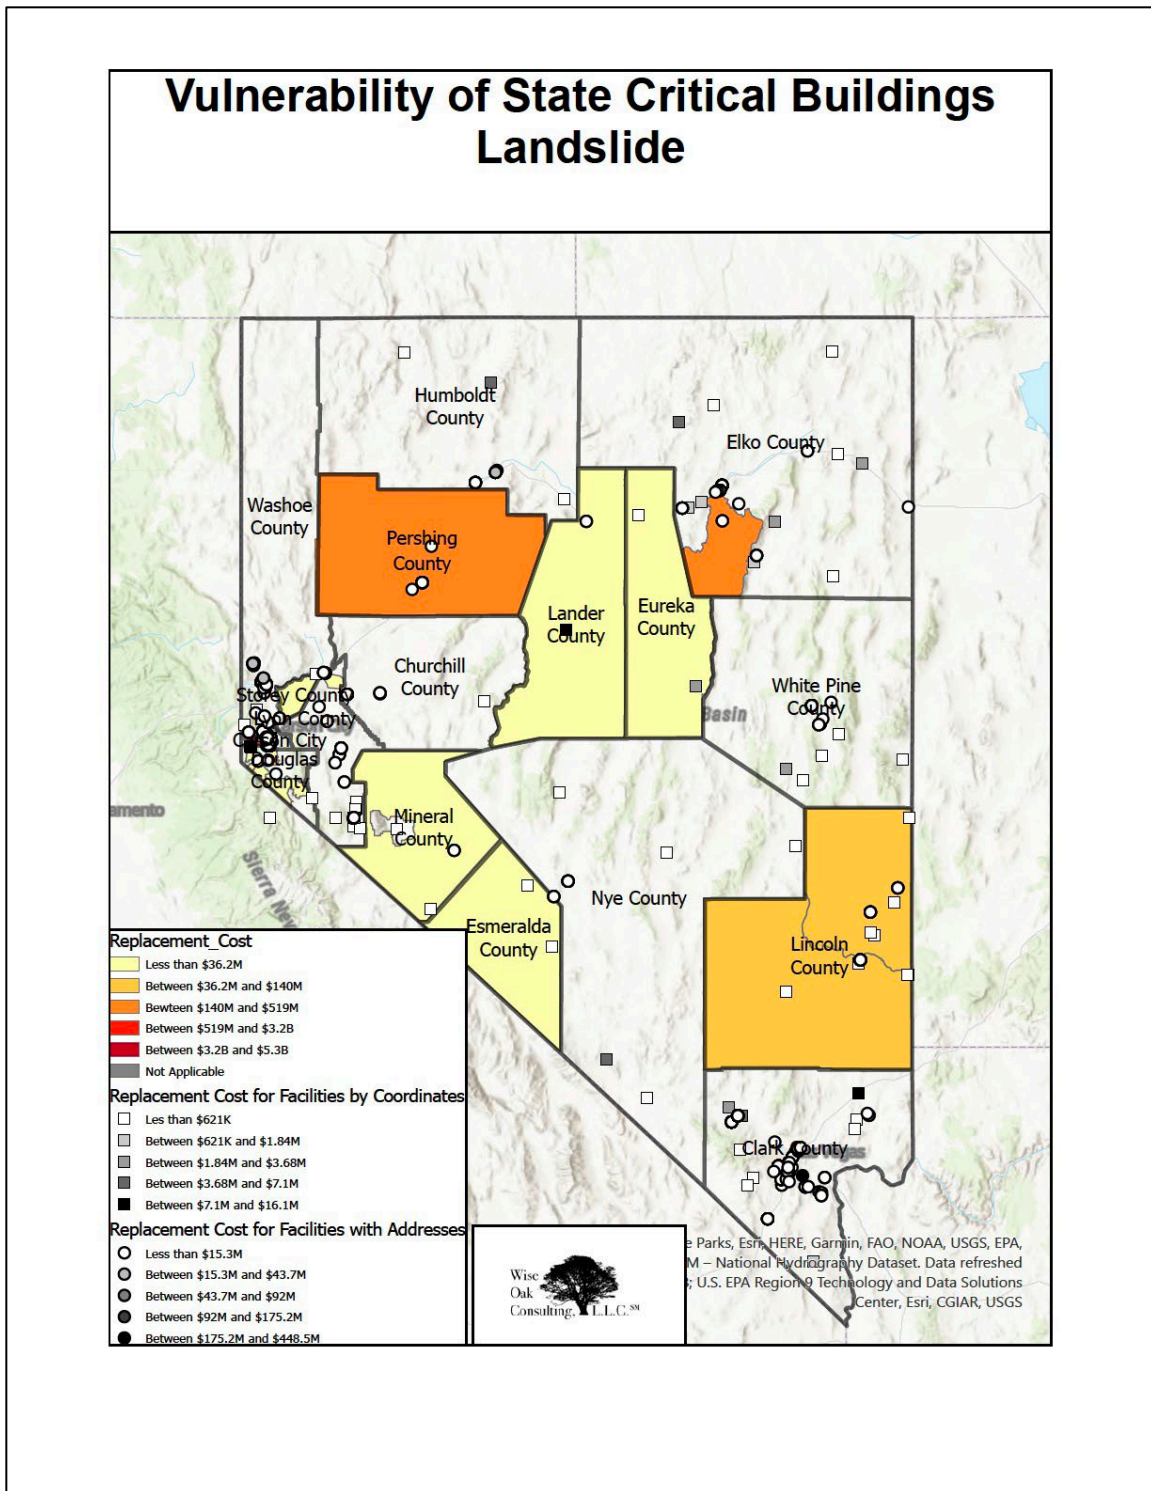 Vulnerability of State Critical Buildings
Landslide
Humboldt
County
Elko County
Washoe
County
Pershing
County
Lander
County
Eureka
County
Churchill
County
White Pine
County
Basin
Storey County
Lyon County
Carson City
Douglas
County
Mineral
County
amento
Sierra Nev
Nye County
Esmeralda
County
Lincoln
County
Clark County
Vegas
Replacement_Cost
Less than $36.2M
Between $36.2M and $140M
Bewteen $140M and $519M
Between $519M and $3.2B
Between $3.2B and $5.3B
Not Applicable
Replacement Cost for Facilities by Coordinates
Les than $621K
Between $621K and $1.84M
Between $1.84M and $3.68M
Between $3.68M and $7.1M
Between $7.1M and $16.1M
Replacement Cost for Facilities with Addresses
Less than $15.3M
Between $15.3M and $43.7M
Between $43.7M and $92M
Between $92M and $175.2M
Between $175.2M and $448.5M
Wise
Oak
Consulting, L.L.C.℠
e Parks, Esri, HERE, Garmin, FAO, NOAA, USGS, EPA,
M – National Hydrography Dataset. Data refreshed
; U.S. EPA Region 9 Technology and Data Solutions
Center, Esri, CGIAR, USGS